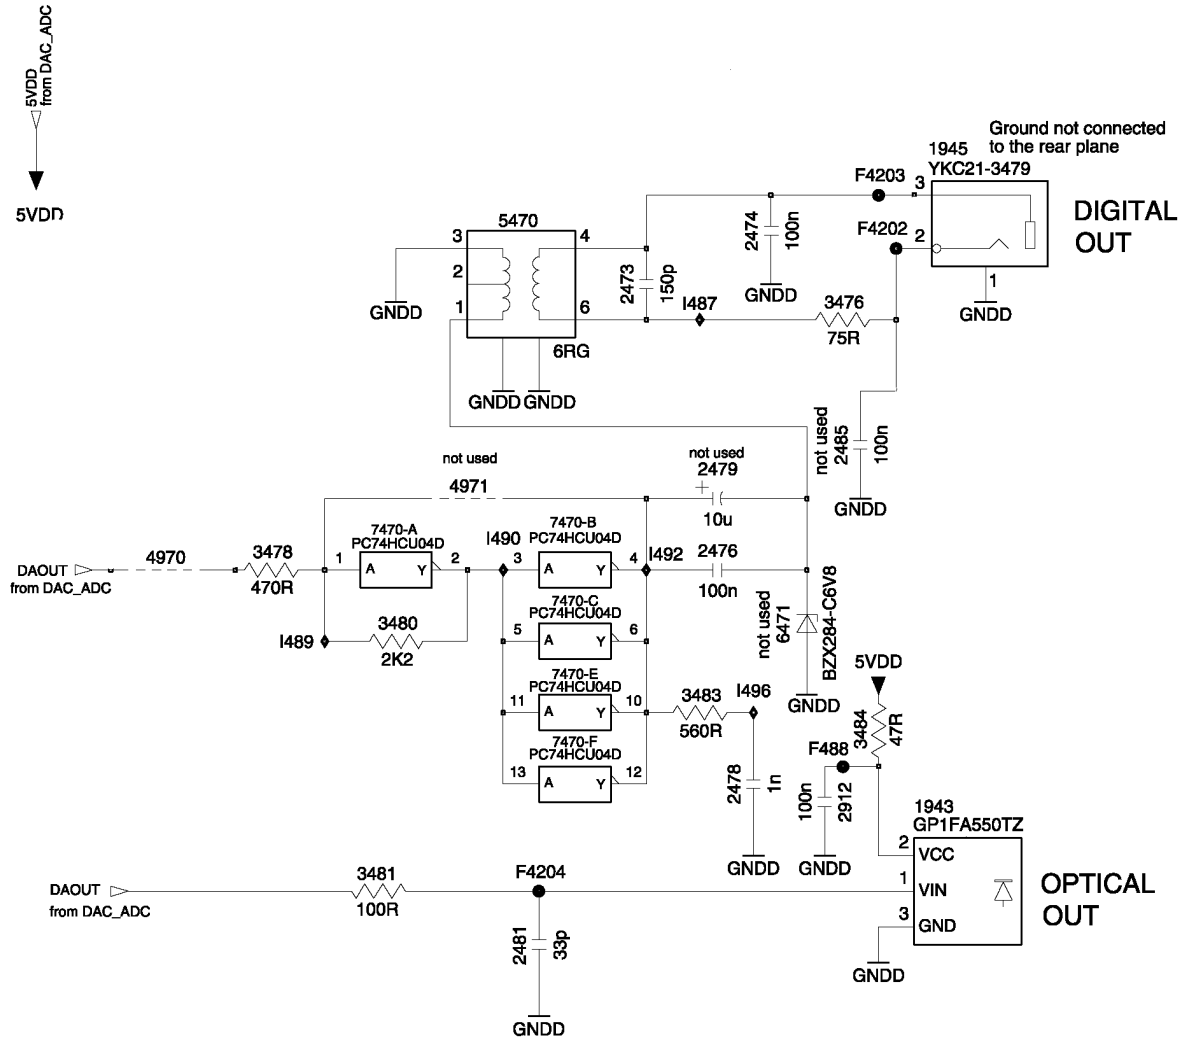 5VDD
from DAC_ADC
5VDD
Ground not connected
to the rear plane
1945
YKC21-3479
F4203
3
DIGITAL
OUT
F4202
2
1
GNDD
2474
100n
GNDD
5470
3
4
2
1
6
6RG
GNDD
GNDD
GNDD
2473
150p
I487
3476
75R
not used
2485
100n
GNDD
not used
4971
not used
2479
+
10u
DAOUT
from DAC_ADC
4970
3478
470R
1
7470-A
PC74HCU04D
A
Y
2
I490
3
7470-B
PC74HCU04D
A
Y
4
I492
2476
100n
I489
3480
2K2
5
7470-C
PC74HCU04D
A
Y
6
not used
6471
BZX284-C6V8
GNDD
11
7470-E
PC74HCU04D
A
Y
10
3483
560R
I496
13
7470-F
PC74HCU04D
A
Y
12
2478
1n
GNDD
5VDD
3484
47R
F488
100n
2912
GNDD
1943
GP1FA550TZ
2
VCC
1
VIN
3
GND
GNDD
OPTICAL
OUT
DAOUT
from DAC_ADC
3481
100R
F4204
2481
33p
GNDD